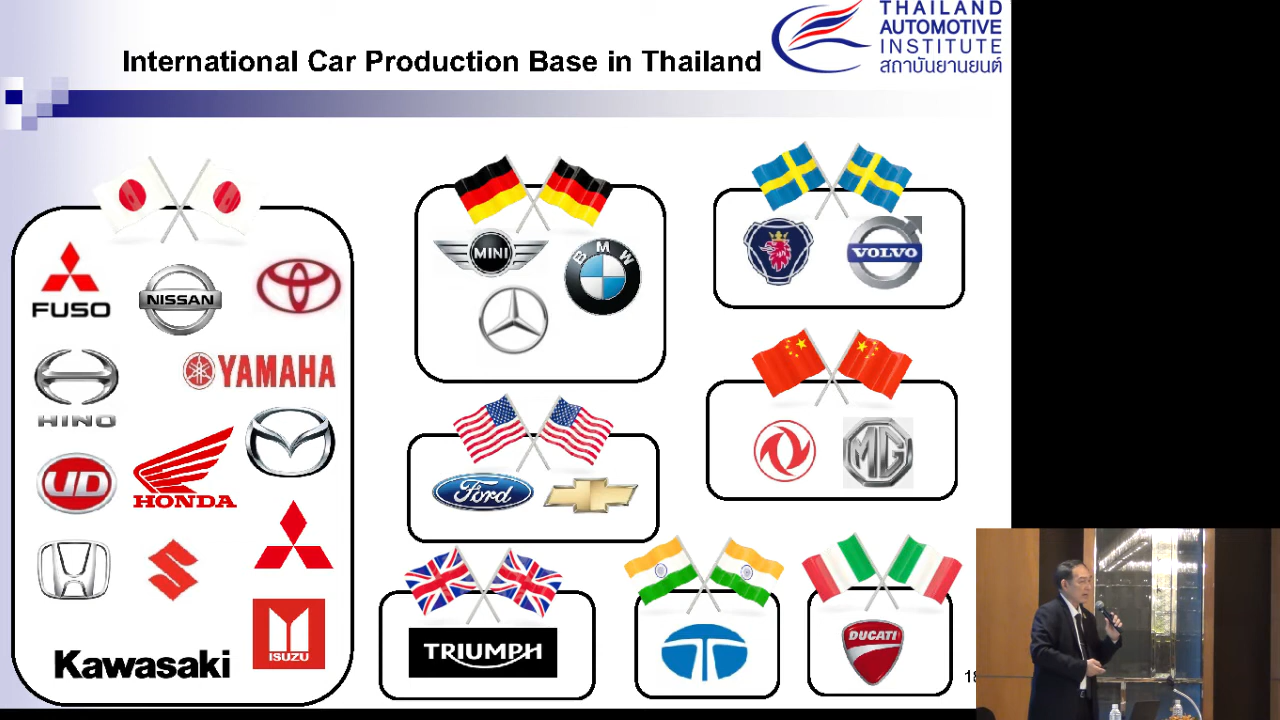 THAILAND
AUTOMOTIVE
INSTITUTE
สถาบันยานยนต์
International Car Production Base in Thailand
FUSO
NISSAN
HINO
YAMAHA
UD
HONDA
ISUZU
Kawasaki
MINI
BMW
VOLVO
Ford
MG
TRIUMPH
DUCATI